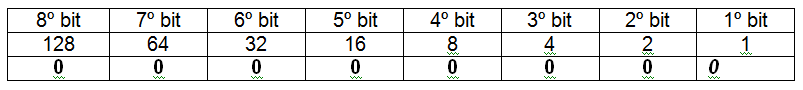 8º bit 7º bit 6º bit 5º bit 4º bit 3º bit 2º bit 1º bit
128 64 32 16 8 4 2 1
0 0 0 0 0 0 0 0